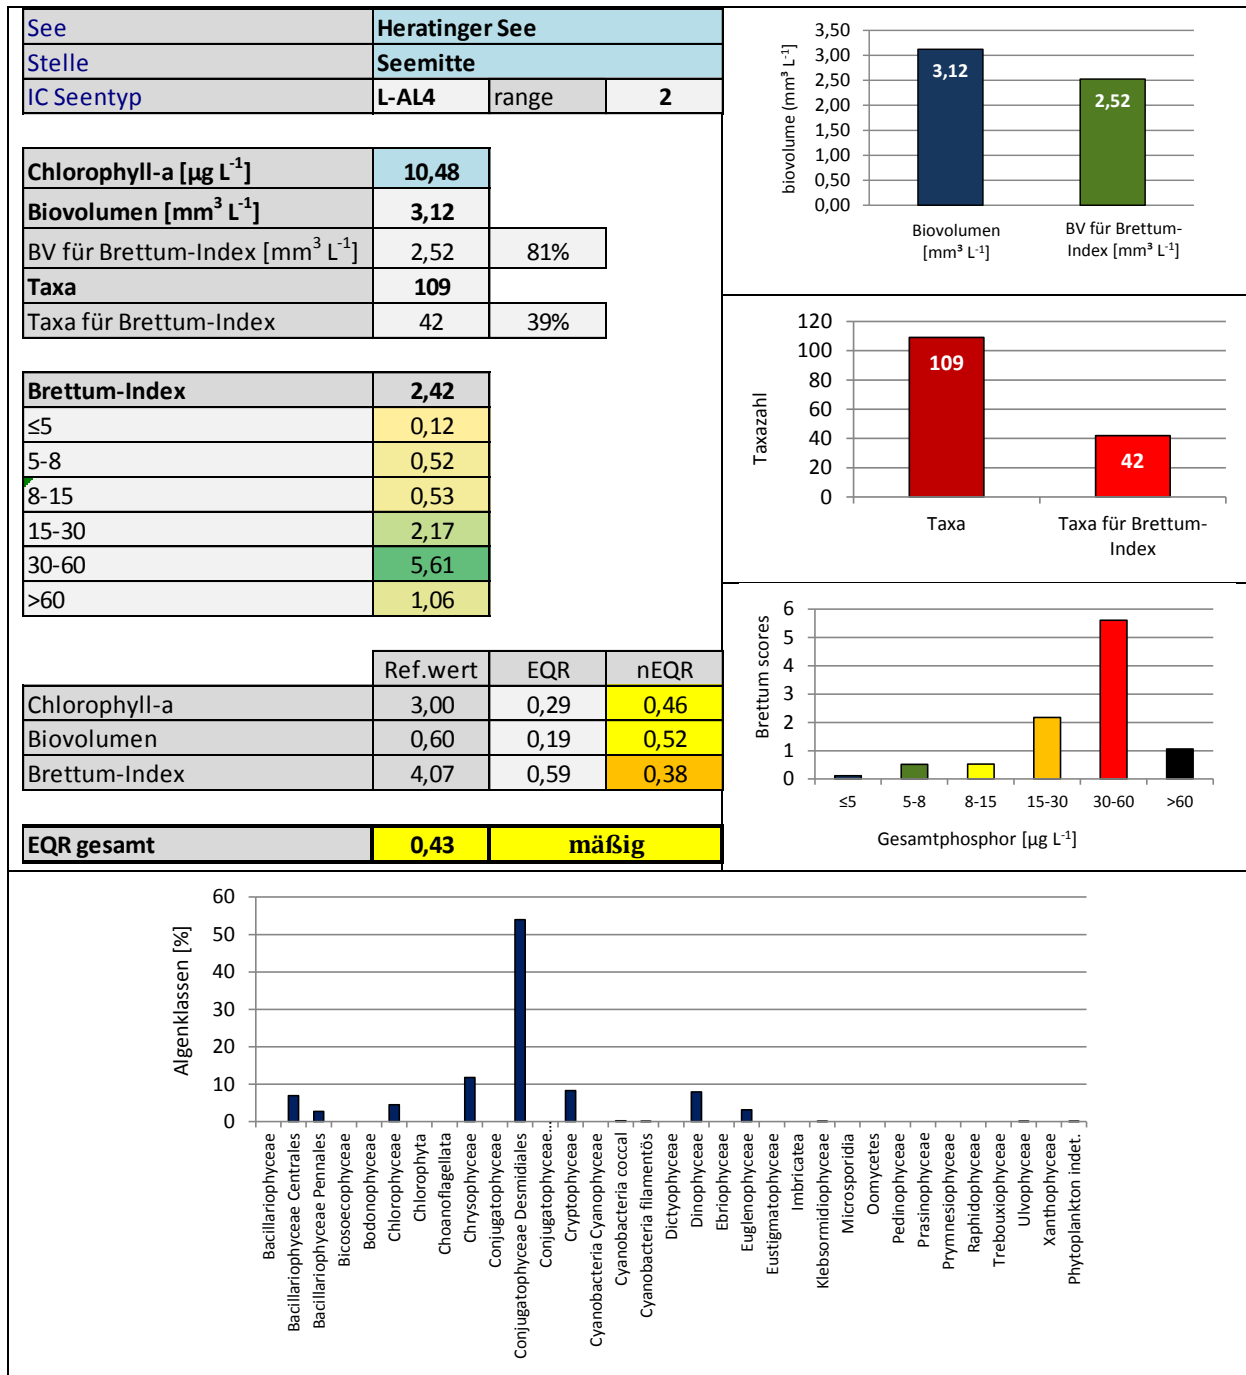 See Heratinger See
Stelle Seemitte
IC Seentyp L-AL4 range 2
Chlorophyll-a [µg L⁻¹] 10,48
Biovolumen [mm³ L⁻¹] 3,12
BV für Brettum-Index [mm³ L⁻¹] 2,52 81%
Taxa 109
Taxa für Brettum-Index 42 39%
Brettum-Index 2,42
≤5 0,12
5-8 0,52
8-15 0,53
15-30 2,17
30-60 5,61
>60 1,06
Ref.wert EQR nEQR
Chlorophyll-a 3,00 0,29 0,46
Biovolumen 0,60 0,19 0,52
Brettum-Index 4,07 0,59 0,38
EQR gesamt 0,43 mäßig
biovolume (mm³ L⁻¹)
3,50
3,00
2,50
2,00
1,50
1,00
0,50
0,00
3,12
2,52
Biovolumen
[mm³ L⁻¹]
BV für Brettum-
Index [mm³ L⁻¹]
Taxazahl
120
100
80
60
40
20
0
109
42
Taxa
Taxa für Brettum-
Index
Brettum scores
6
5
4
3
2
1
0
≤5 5-8 8-15 15-30 30-60 >60
Gesamtphosphor [µg L⁻¹]
Algenklassen [%]
60
50
40
30
20
10
0
Bacillariophyceae
Bacillariophyceae Centrales
Bacillariophyceae Pennales
Bicosoecophyceae
Bodonophyceae
Chlorophyceae
Chlorophyta
Choanoflagellata
Chrysophyceae
Conjugatophyceae
Conjugatophyceae Desmidiales
Conjugatophyceae...
Cryptophyceae
Cyanobacteria Cyanophyceae
Cyanobacteria coccal
Cyanobacteria filamentös
Dictyophyceae
Dinophyceae
Ebriophyceae
Euglenophyceae
Eustigmatophyceae
Imbricatea
Klebsormidiophyceae
Microsporidia
Oomycetes
Pedinophyceae
Prasinophyceae
Prymnesiophyceae
Raphidophyceae
Trebouxiophyceae
Ulvophyceae
Xanthophyceae
Phytoplankton indet.